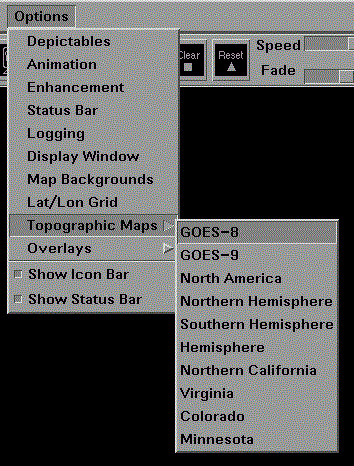 Options
Clear Reset Speed
Fade
Depictables
Animation
Enhancement
Status Bar
Logging
Display Window
Map Backgrounds
Lat/Lon Grid
Topographic Maps
Overlays
Show Icon Bar
Show Status Bar
GOES-8
GOES-9
North America
Northern Hemisphere
Southern Hemisphere
Hemisphere
Northern California
Virginia
Colorado
Minnesota